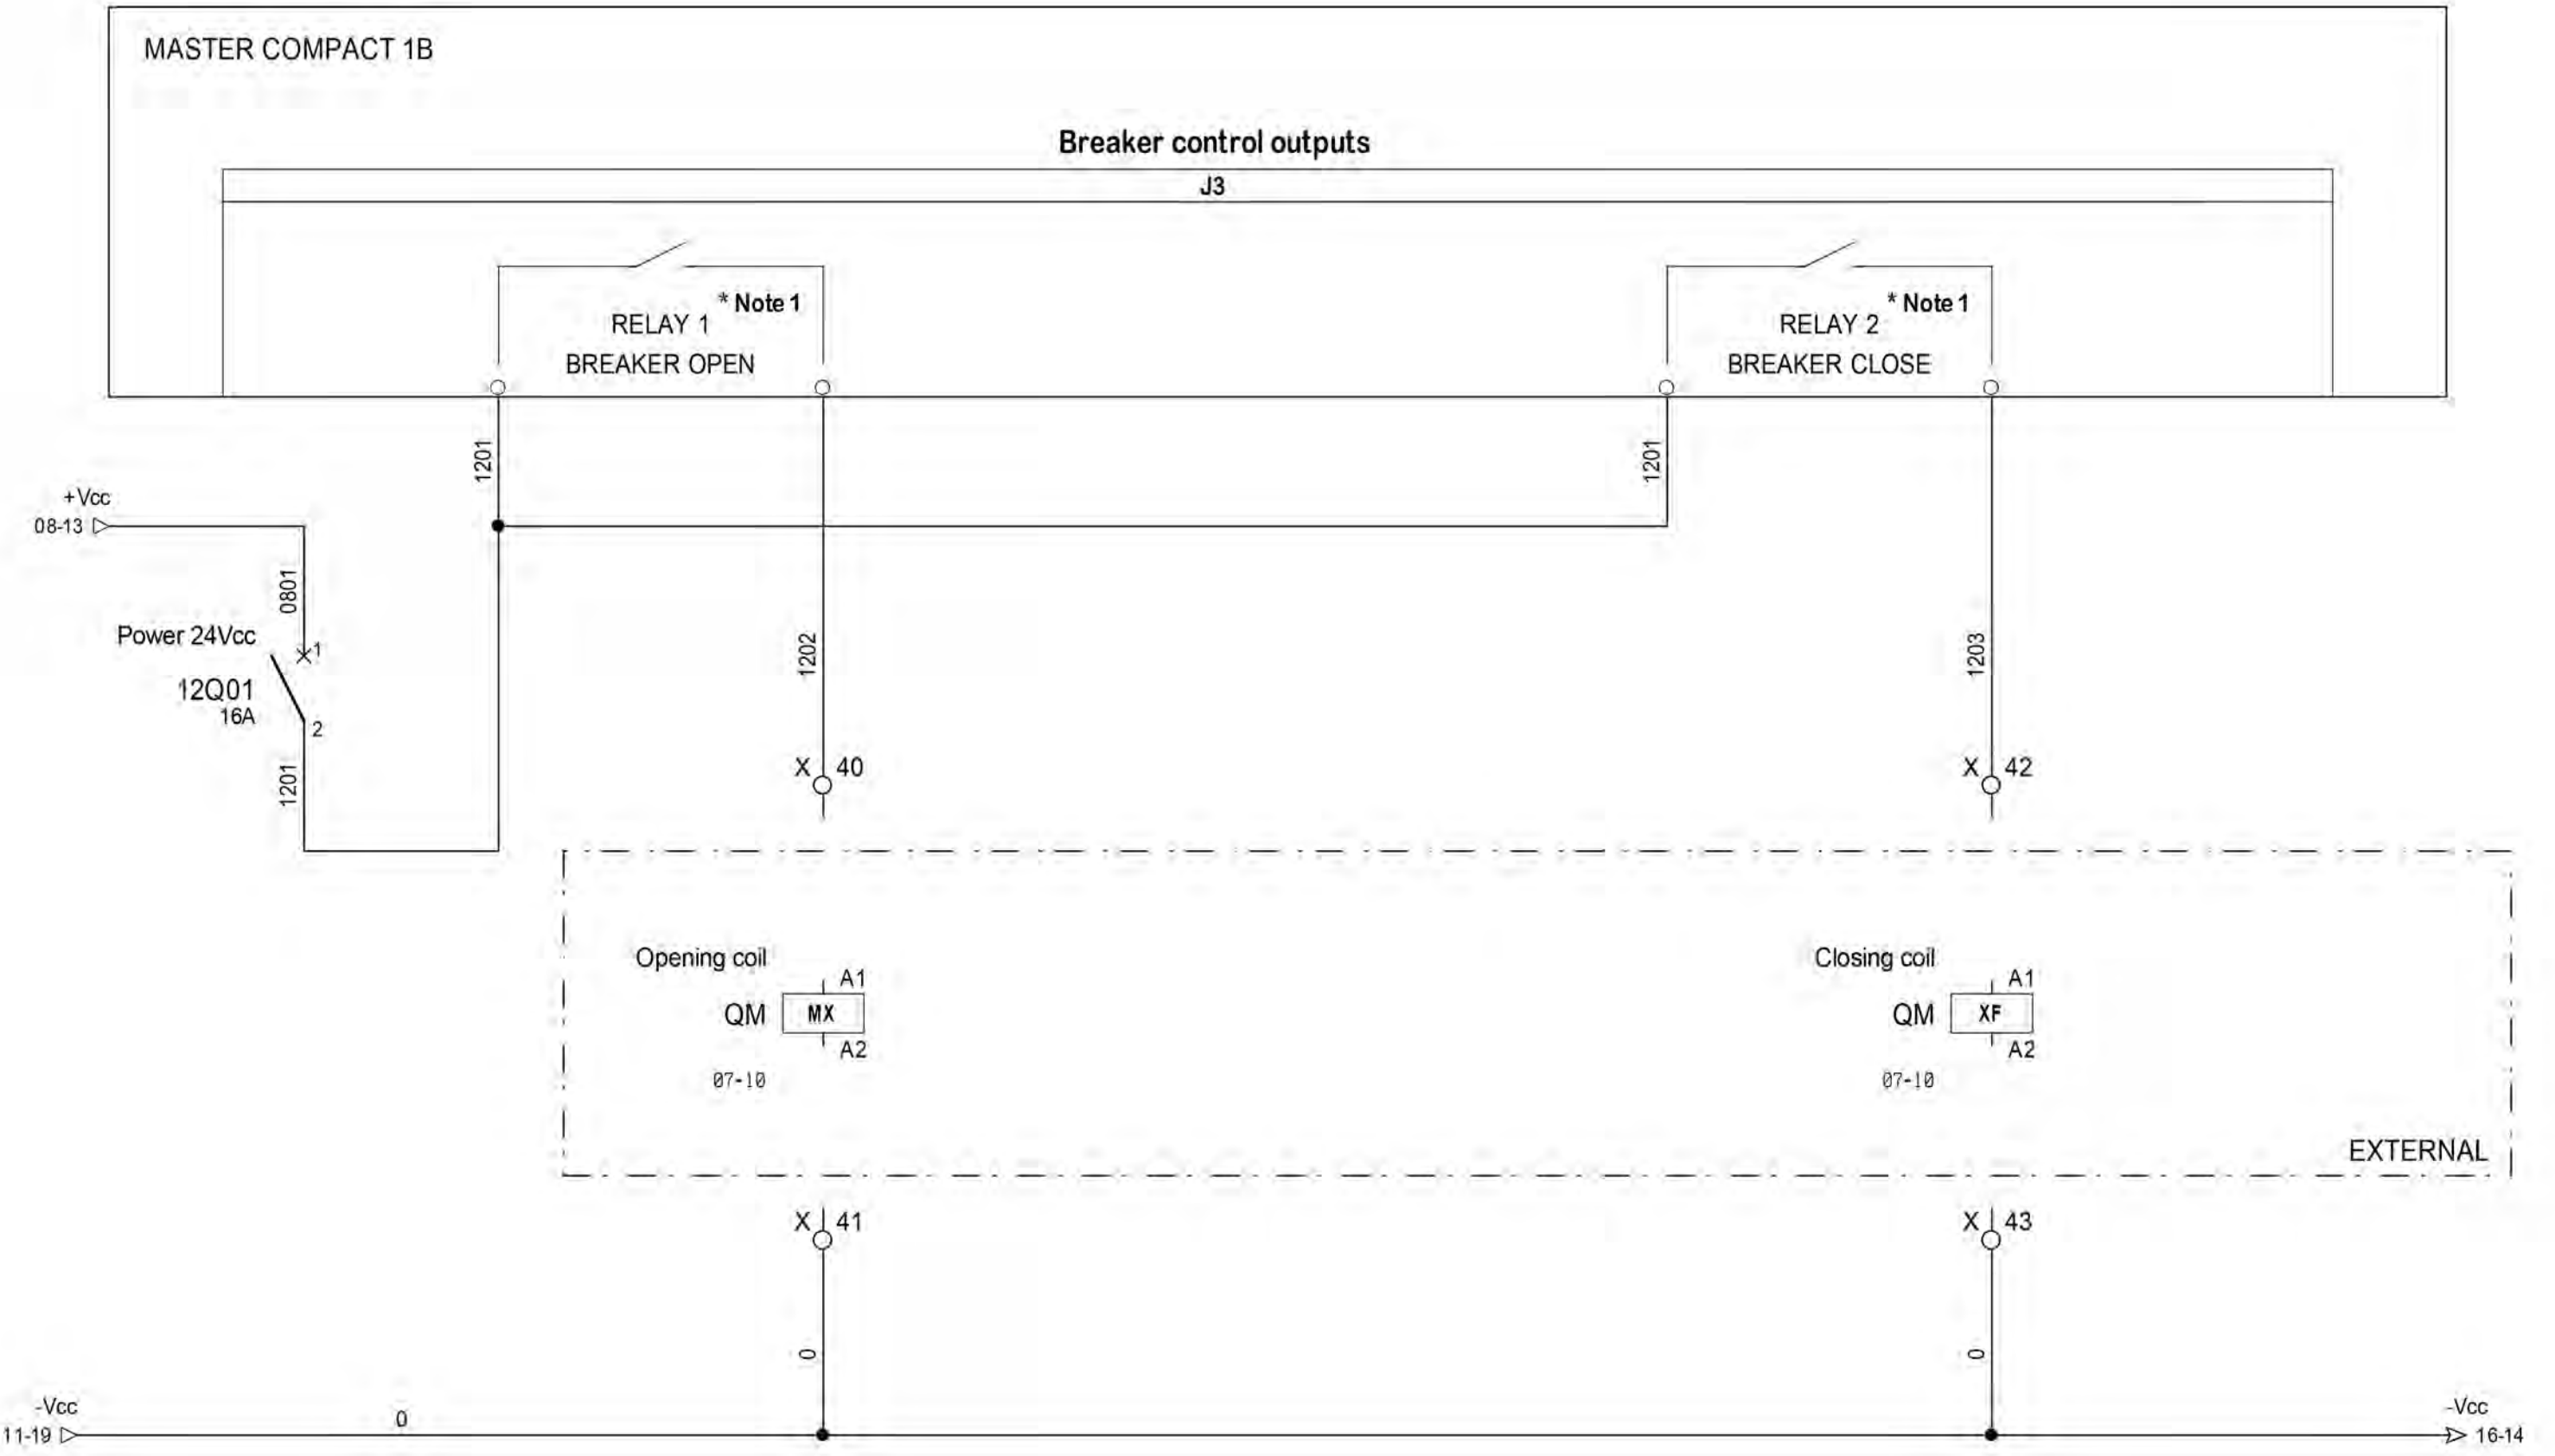 MASTER COMPACT 1B
Breaker control outputs
J3
* Note 1
RELAY 1
BREAKER OPEN
* Note 1
RELAY 2
BREAKER CLOSE
1201
1201
+Vcc
08-13
0801
Power 24Vcc
1
12Q01
16A
2
1201
1202
1203
X 40
X 42
Opening coil
A1
QM MX
A2
07-10
Closing coil
A1
QM XF
A2
07-10
EXTERNAL
X 41
X 43
0
0
-Vcc
11-19
0
-Vcc
16-14